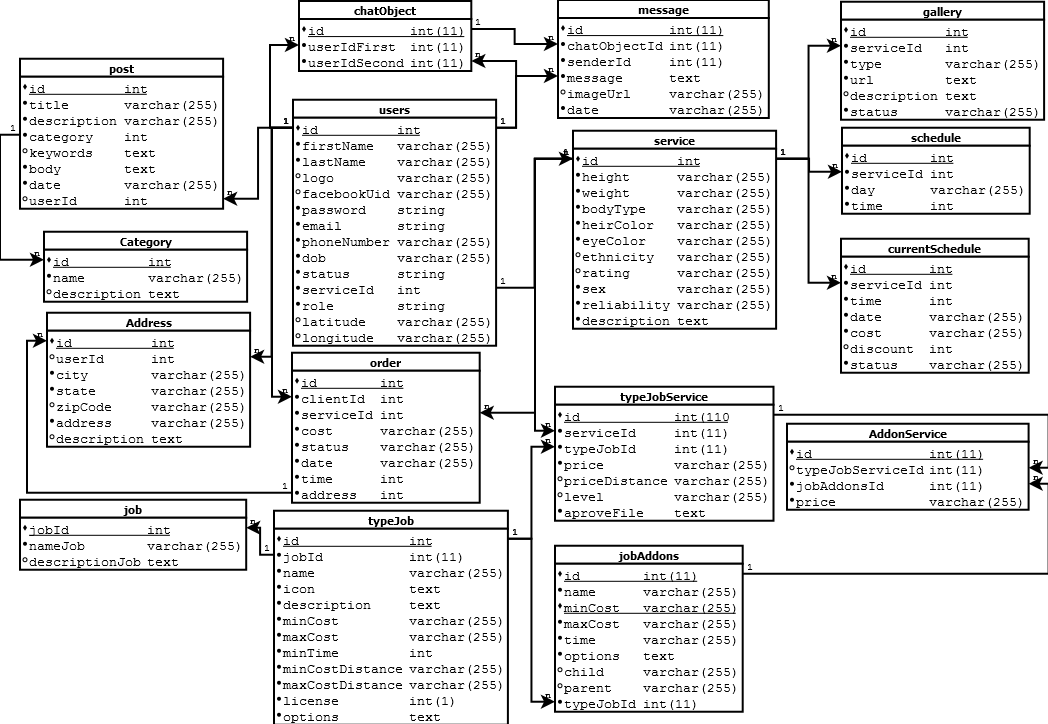 chatObject
id int(11)
userIdFirst int(11)
userIdSecond int(11)
message
id int(11)
chatObjectId int(11)
senderId int(11)
message text
imageUrl varchar(255)
date varchar(255)
gallery
id int
serviceId int
type varchar(255)
url text
description text
status varchar(255)
post
id int
title varchar(255)
description varchar(255)
category int
keywords text
body text
date varchar(255)
userId int
users
id int
firstName varchar(255)
lastName varchar(255)
logo varchar(255)
facebookUid varchar(255)
password string
email string
phoneNumber varchar(255)
dob varchar(255)
status string
serviceId int
role string
latitude varchar(255)
longitude varchar(255)
service
id int
height varchar(255)
weight varchar(255)
bodyType varchar(255)
heirColor varchar(255)
eyeColor varchar(255)
ethnicity varchar(255)
rating varchar(255)
sex varchar(255)
reliability varchar(255)
description text
schedule
id int
serviceId int
day varchar(255)
time int
Category
id int
name varchar(255)
description text
currentSchedule
id int
serviceId int
time int
date varchar(255)
cost varchar(255)
discount int
status varchar(255)
Address
id int
userId int
city varchar(255)
state varchar(255)
zipCode varchar(255)
address varchar(255)
description text
order
id int
clientId int
serviceId int
cost varchar(255)
status varchar(255)
date varchar(255)
time int
address int
typeJobService
id int(110
serviceId int(11)
typeJobId int(11)
price varchar(255)
priceDistance varchar(255)
level varchar(255)
aproveFile text
AddonService
id int(11)
typeJobServiceId int(11)
jobAddonsId int(11)
price varchar(255)
job
jobId int
nameJob varchar(255)
descriptionJob text
typeJob
id int
jobId int(11)
name varchar(255)
icon text
description text
minCost varchar(255)
maxCost varchar(255)
minTime int
minCostDistance varchar(255)
maxCostDistance varchar(255)
license int(1)
options text
jobAddons
id int(11)
name varchar(255)
minCost varchar(255)
maxCost varchar(255)
time varchar(255)
options text
child varchar(255)
parent varchar(255)
typeJobId int(11)